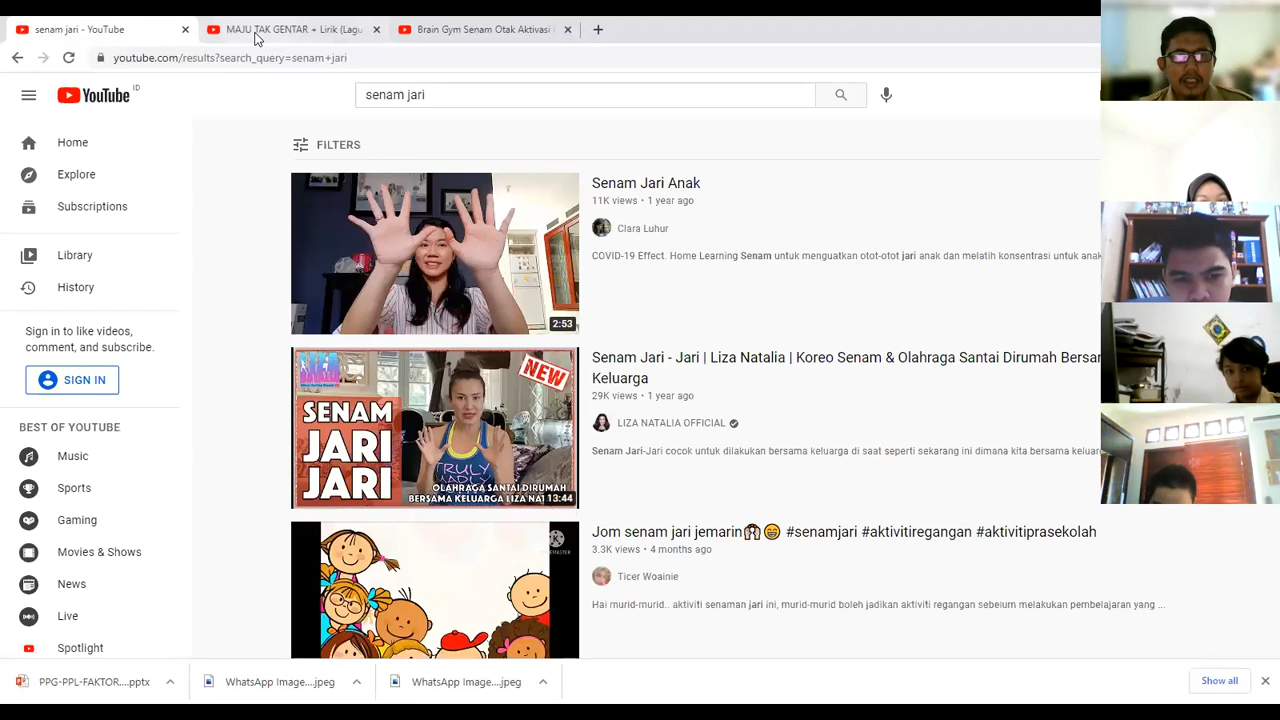 senam jari - YouTube
MAJU TAK GENTAR + Lirik (Lagu
Brain Gym Senam Otak Aktivasi
youtube.com/results?search_query=senam+jari
YouTube ID
senam jari
Home
Explore
Subscriptions
Library
History
Sign in to like videos,
comment, and subscribe.
SIGN IN
BEST OF YOUTUBE
Music
Sports
Gaming
Movies & Shows
News
Live
Spotlight
FILTERS
2:53
Senam Jari Anak
11K views • 1 year ago
Clara Luhur
COVID-19 Effect. Home Learning Senam untuk menguatkan otot-otot jari anak dan melatih konsentrasi untuk anak
NEW
SENAM
JARI
JARI
TRULY
OLAHRAGA SANTAI DIRUMAH
BERSAMA KELUARGA LIZA NAT
13:44
Senam Jari - Jari | Liza Natalia | Koreo Senam & Olahraga Santai Dirumah Bersar
Keluarga
29K views • 1 year ago
LIZA NATALIA OFFICIAL
Senam Jari-Jari cocok untuk dilakukan bersama keluarga di saat seperti sekarang ini dimana kita bersama keluar
Jom senam jari jemarin🙆🏻😁 #senamjari #aktivitiregangan #aktivitiprasekolah
3.3K views • 4 months ago
Ticer Woainie
Hai murid-murid.. aktiviti senaman jari ini, murid-murid boleh jadikan aktiviti regangan sebelum melakukan pembelajaran yang ...
PPG-PPL-FAKTOR....pptx
WhatsApp Image....jpeg
WhatsApp Image....jpeg
Show all